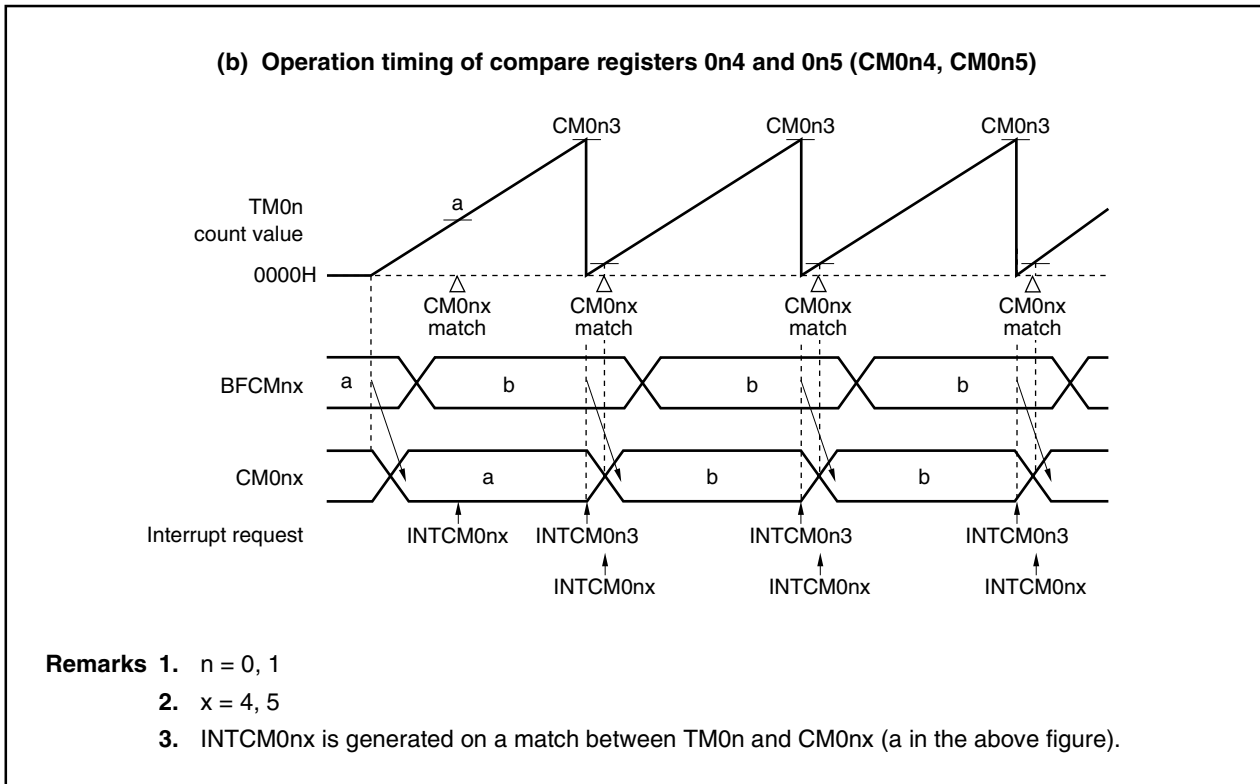 (b) Operation timing of compare registers 0n4 and 0n5 (CM0n4, CM0n5)
CM0n3 CM0n3 CM0n3
TM0n
count value
a
0000H
CM0nx
match
CM0nx
match
CM0nx
match
CM0nx
match
BFCMnx a b b b
CM0nx a b b
Interrupt request INTCM0nx INTCM0n3 INTCM0n3 INTCM0n3
INTCM0nx INTCM0nx INTCM0nx
Remarks 1. n = 0, 1
2. x = 4, 5
3. INTCM0nx is generated on a match between TM0n and CM0nx (a in the above figure).